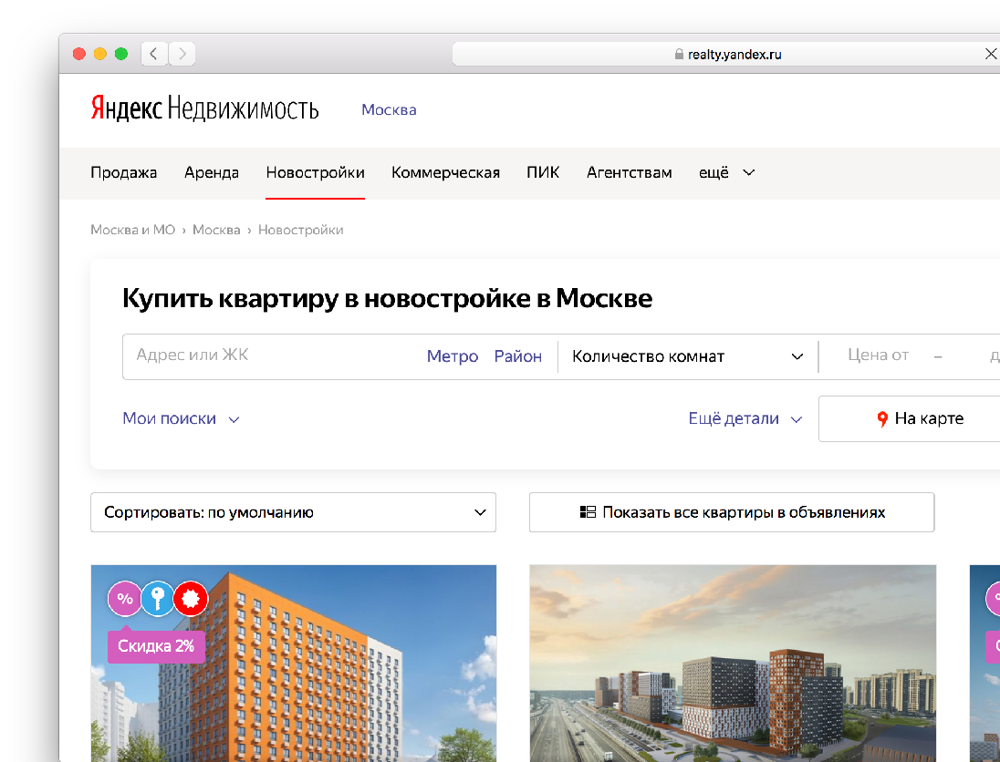 realty.yandex.ru
Яндекс Недвижимость Москва
Продажа Аренда Новостройки Коммерческая ПИК Агентствам ещё
Москва и МО › Москва › Новостройки
Купить квартиру в новостройке в Москве
Адрес или ЖК Метро Район Количество комнат Цена от –
Мои поиски Ещё детали На карте
Сортировать: по умолчанию Показать все квартиры в объявлениях
%
Скидка 2%